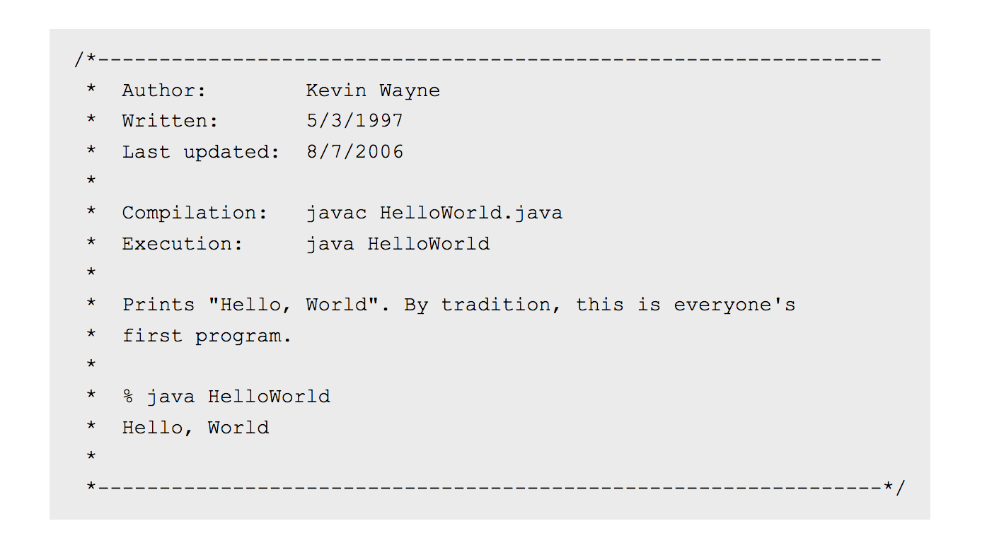 /*----------------------------------------------------------------
 *  Author:        Kevin Wayne
 *  Written:       5/3/1997
 *  Last updated:  8/7/2006
 *
 *  Compilation:   javac HelloWorld.java
 *  Execution:     java HelloWorld
 *
 *  Prints "Hello, World". By tradition, this is everyone's
 *  first program.
 *
 *  % java HelloWorld
 *  Hello, World
 *
 *----------------------------------------------------------------*/